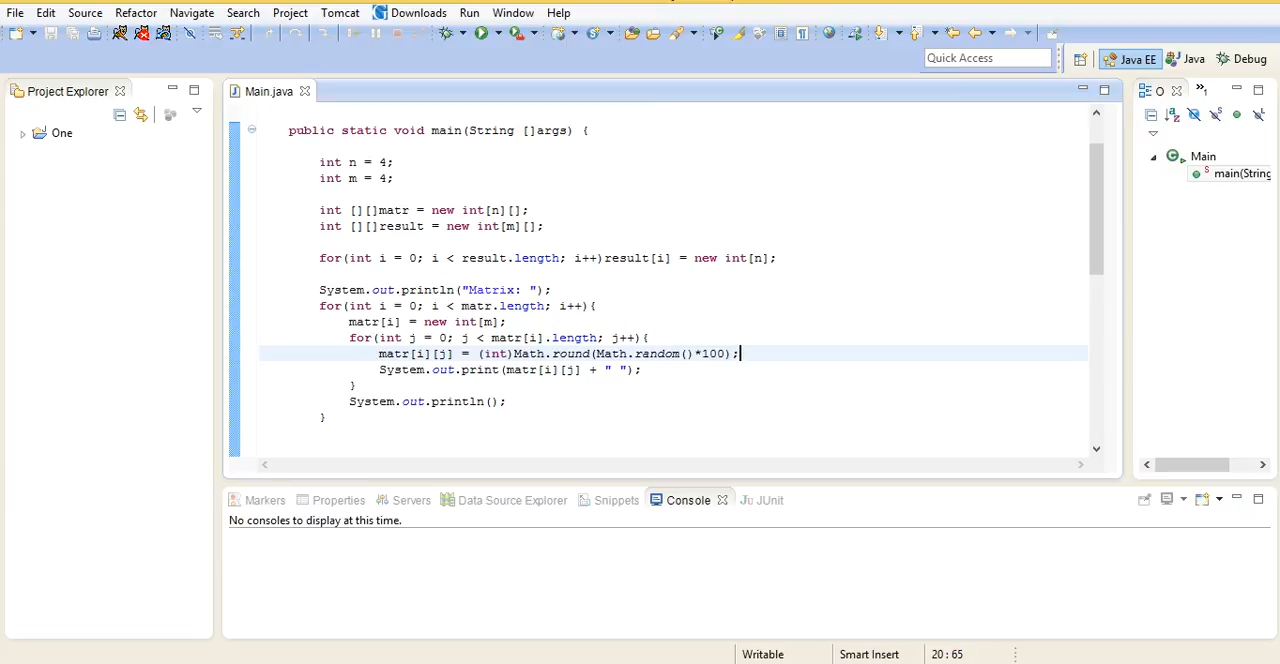 File Edit Source Refactor Navigate Search Project Tomcat Downloads Run Window Help
Quick Access
Java EE Java Debug
Project Explorer
One
Main.java
public static void main(String []args) {
int n = 4;
int m = 4;
int [][]matr = new int[n][];
int [][]result = new int[m][];
for(int i = 0; i < result.length; i++)result[i] = new int[n];
System.out.println("Matrix: ");
for(int i = 0; i < matr.length; i++){
matr[i] = new int[m];
for(int j = 0; j < matr[i].length; j++){
matr[i][j] = (int)Math.round(Math.random()*100);
System.out.print(matr[i][j] + " ");
}
System.out.println();
}
O
Main
main(String
Markers Properties Servers Data Source Explorer Snippets Console JUnit
No consoles to display at this time.
Writable Smart Insert 20 : 65